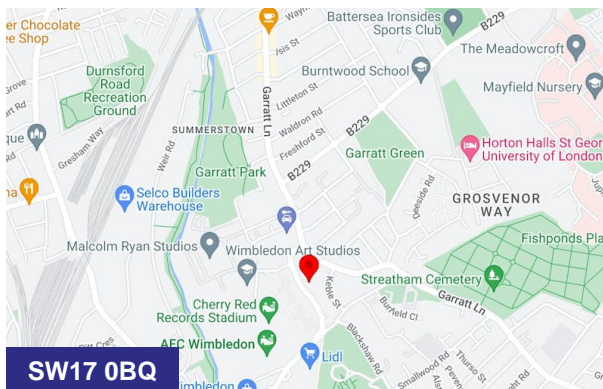 er Chocolate
ee Shop
Battersea Ironsides
Sports Club
B229
The Meadowcroft
Durnsford
Road
Recreation
Ground
Burntwood School
Mayfield Nursery
Garratt Ln
Littleton St
Waldron Rd
Freshford St
SUMMERSTOWN
B229
Garratt Green
Horton Halls St Geor
University of London
que
Gresham Way
Weir Rd
Garratt Park
Deeside Rd
Selco Builders
Warehouse
GROSVENOR
WAY
Malcolm Ryan Studios
Wimbledon Art Studios
Fishponds Pla
Streatham Cemetery
Keble St
Garratt Ln
Cherry Red
Records Stadium
Burfield Cl
AFC Wimbledon
Blackshaw Rd
Lidl
Smallwood Rd
Thurso St
SW17 0BQ